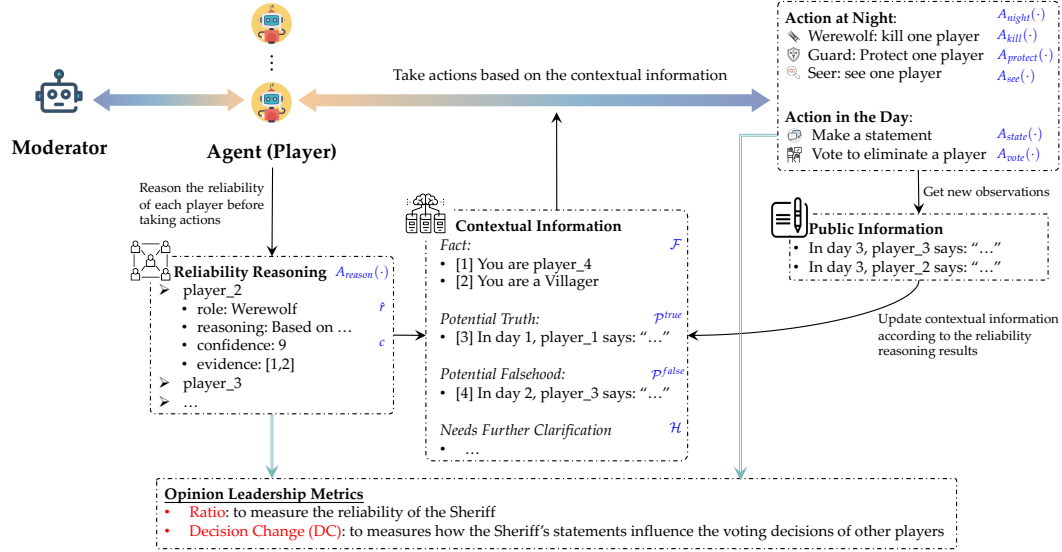 Moderator
Agent (Player)
Take actions based on the contextual information
Action at Night: A_night(·)
Werewolf: kill one player A_kill(·)
Guard: Protect one player A_protect(·)
Seer: see one player A_see(·)
Action in the Day:
Make a statement A_state(·)
Vote to eliminate a player A_vote(·)
Reason the reliability
of each player before
taking actions
Get new observations
Reliability Reasoning A_reason(·)
➢ player_2
• role: Werewolf r̂
• reasoning: Based on …
• confidence: 9 c
• evidence: [1,2]
➢ player_3
➢ …
Contextual Information
Fact: ℱ
• [1] You are player_4
• [2] You are a Villager
Potential Truth: 𝒫^true
• [3] In day 1, player_1 says: “…”
Potential Falsehood: 𝒫^false
• [4] In day 2, player_3 says: “…”
Needs Further Clarification ℋ
• …
Public Information
• In day 3, player_3 says: “…”
• In day 3, player_2 says: “…”
Update contextual information
according to the reliability
reasoning results
Opinion Leadership Metrics
• Ratio: to measure the reliability of the Sheriff
• Decision Change (DC): to measures how the Sheriff’s statements influence the voting decisions of other players